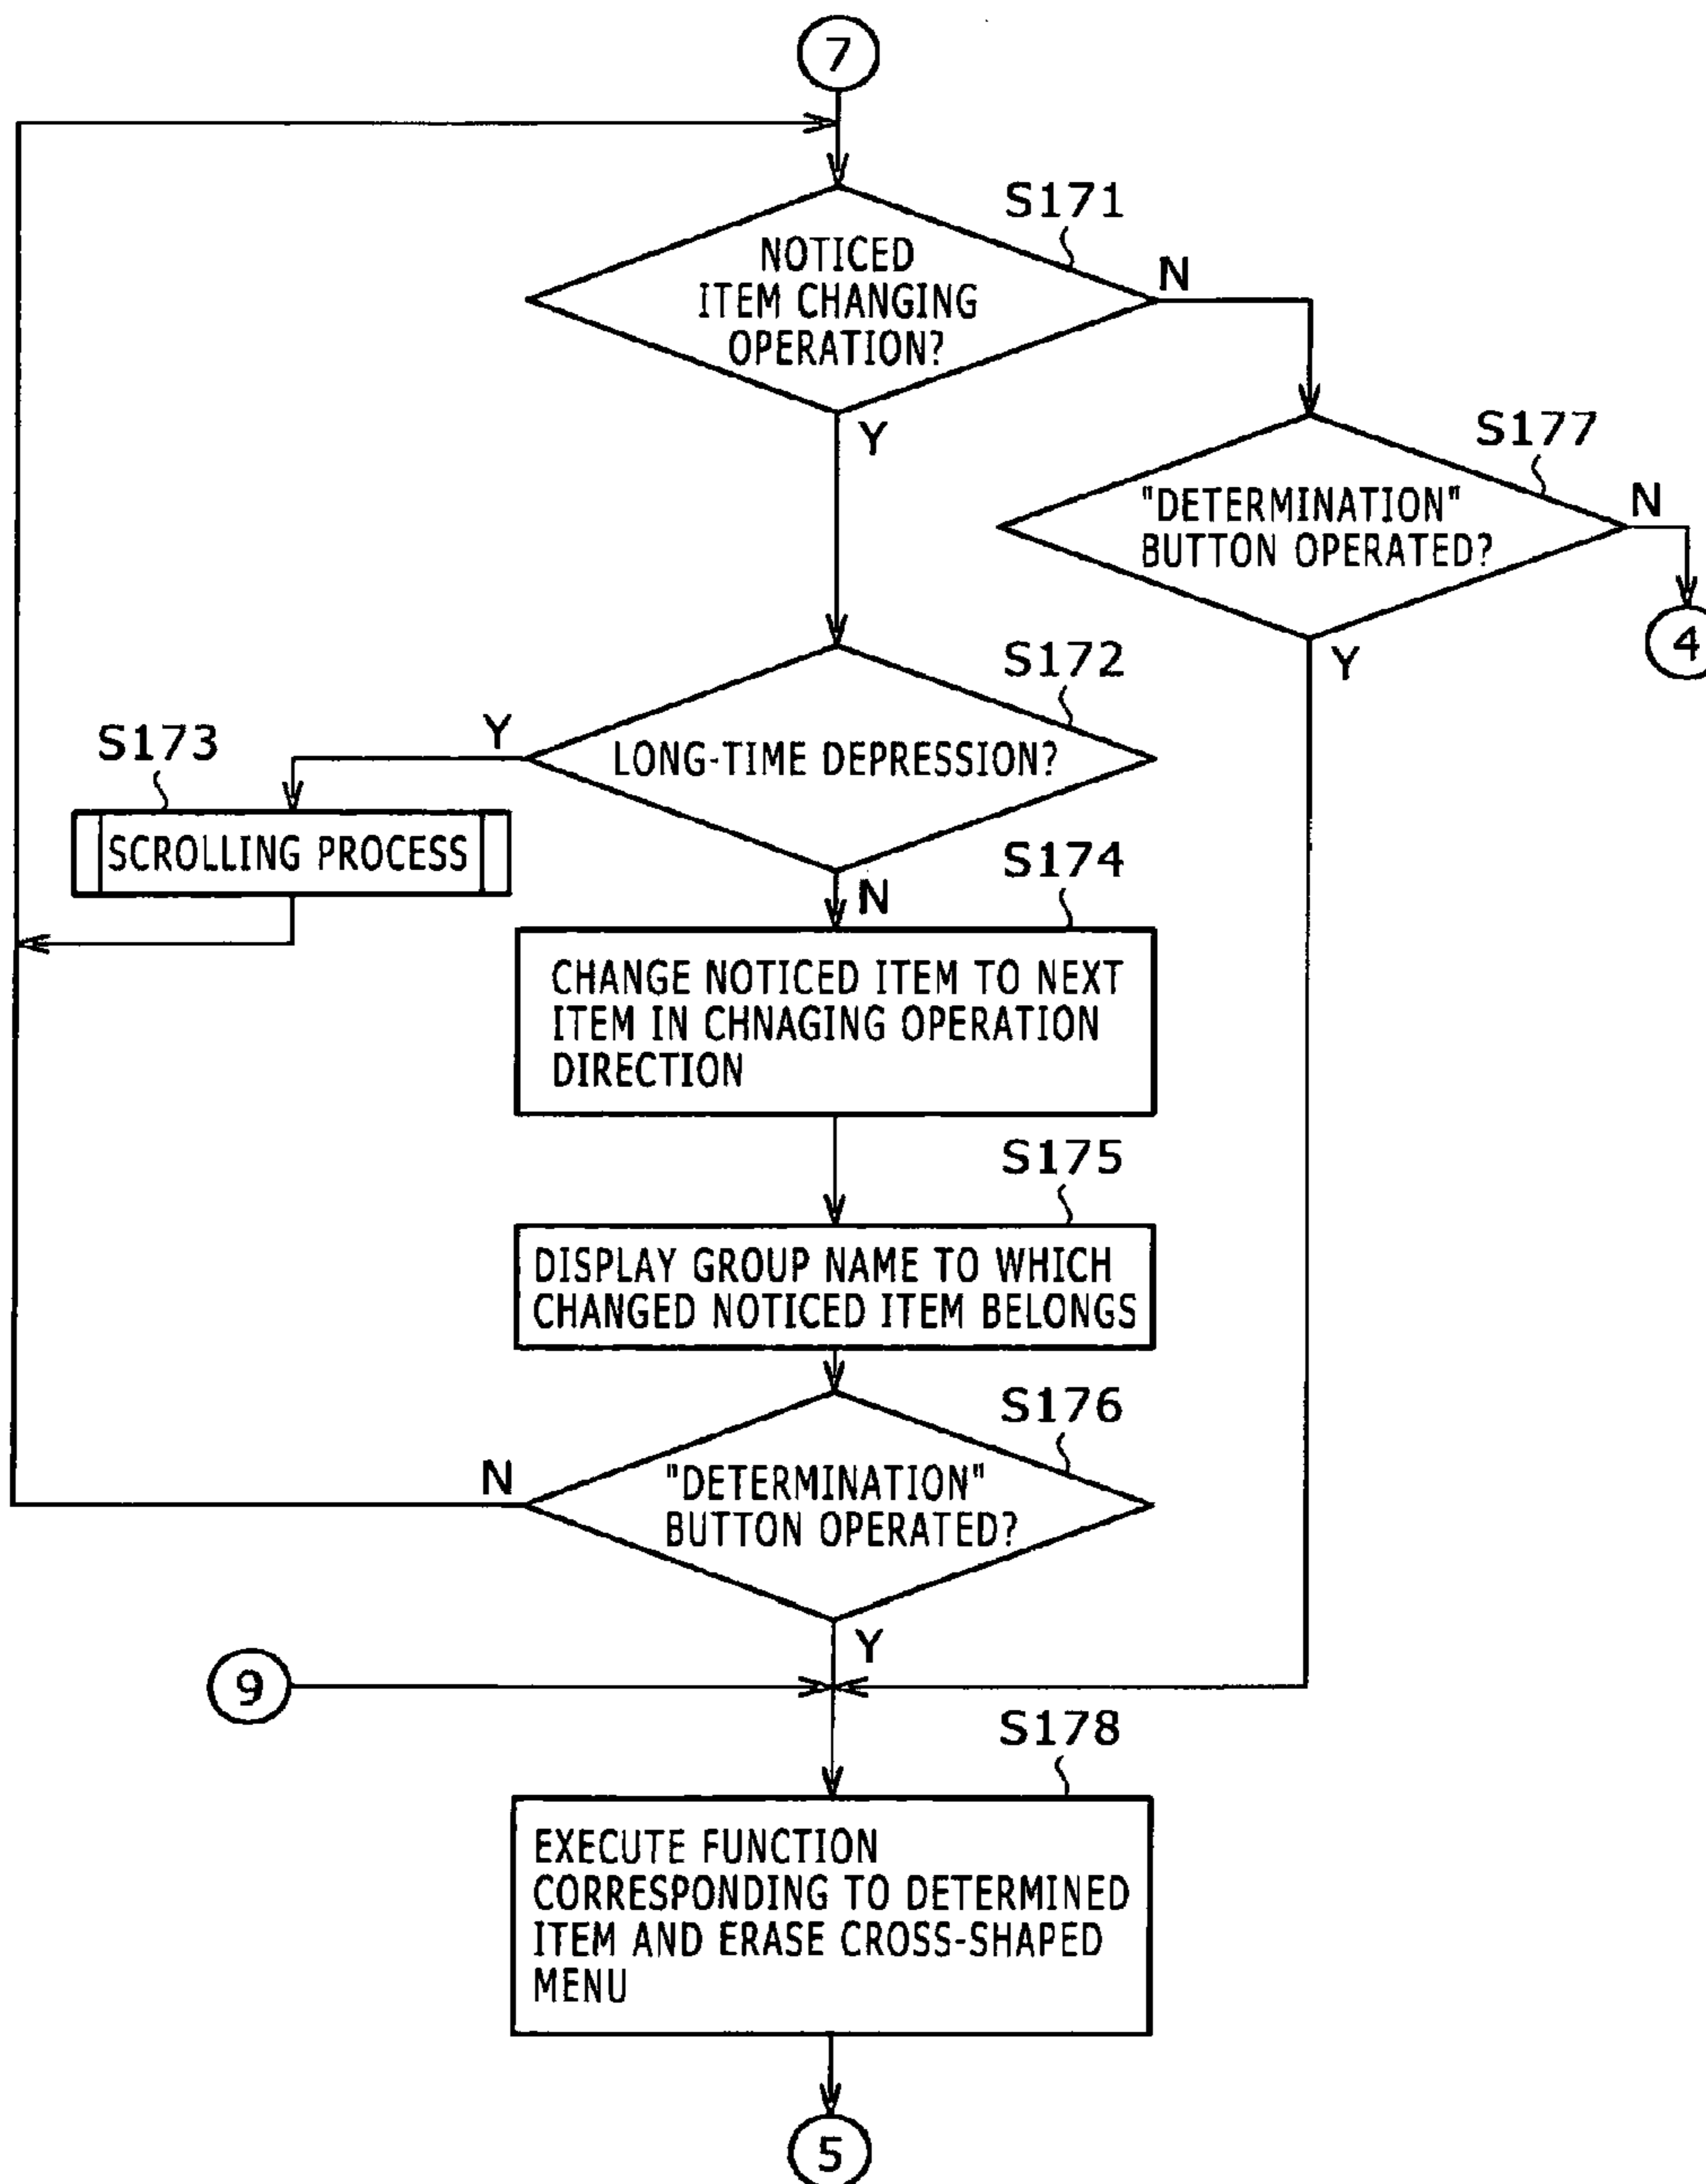 7
S171
NOTICED
ITEM CHANGING
OPERATION?
N
Y
S177
"DETERMINATION"
BUTTON OPERATED?
N
Y
4
S172
LONG-TIME DEPRESSION?
Y
N
S173
SCROLLING PROCESS
S174
CHANGE NOTICED ITEM TO NEXT
ITEM IN CHNAGING OPERATION
DIRECTION
S175
DISPLAY GROUP NAME TO WHICH
CHANGED NOTICED ITEM BELONGS
S176
"DETERMINATION"
BUTTON OPERATED?
N
Y
9
S178
EXECUTE FUNCTION
CORRESPONDING TO DETERMINED
ITEM AND ERASE CROSS-SHAPED
MENU
5